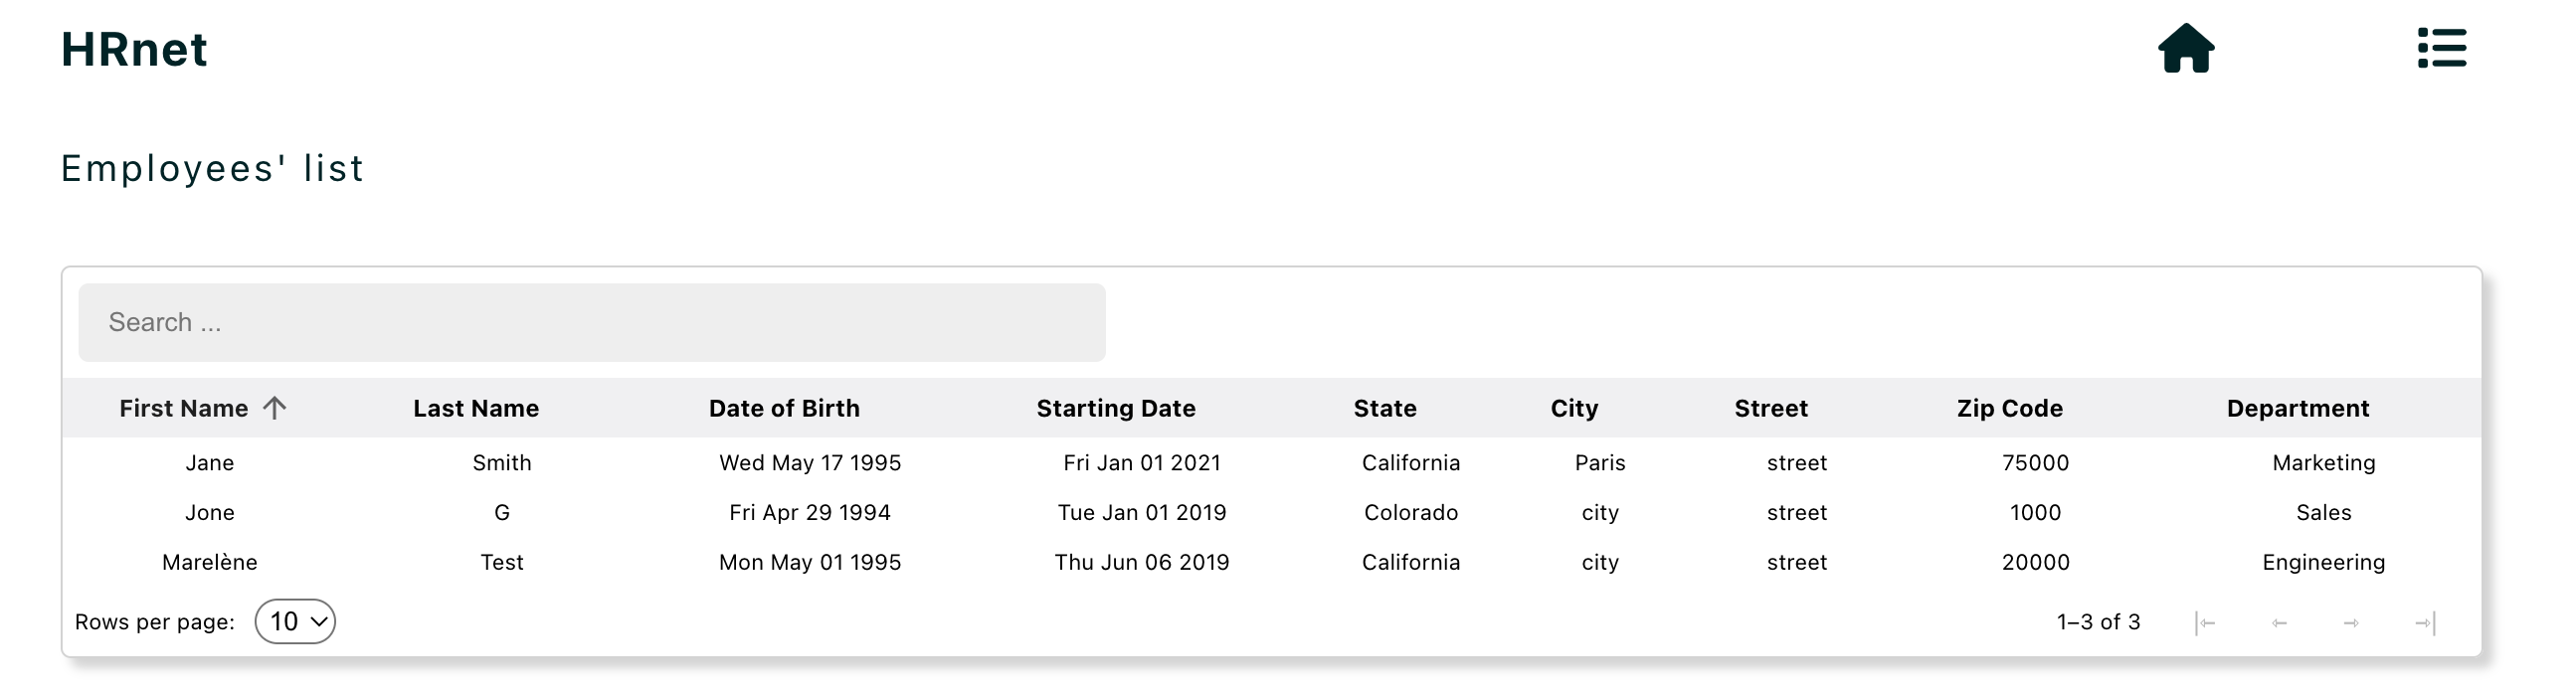 HRnet
Employees' list
Search ...
First Name Last Name Date of Birth Starting Date State City Street Zip Code Department
Jane Smith Wed May 17 1995 Fri Jan 01 2021 California Paris street 75000 Marketing
Jone G Fri Apr 29 1994 Tue Jan 01 2019 Colorado city street 1000 Sales
Marelène Test Mon May 01 1995 Thu Jun 06 2019 California city street 20000 Engineering
Rows per page: 10 1–3 of 3